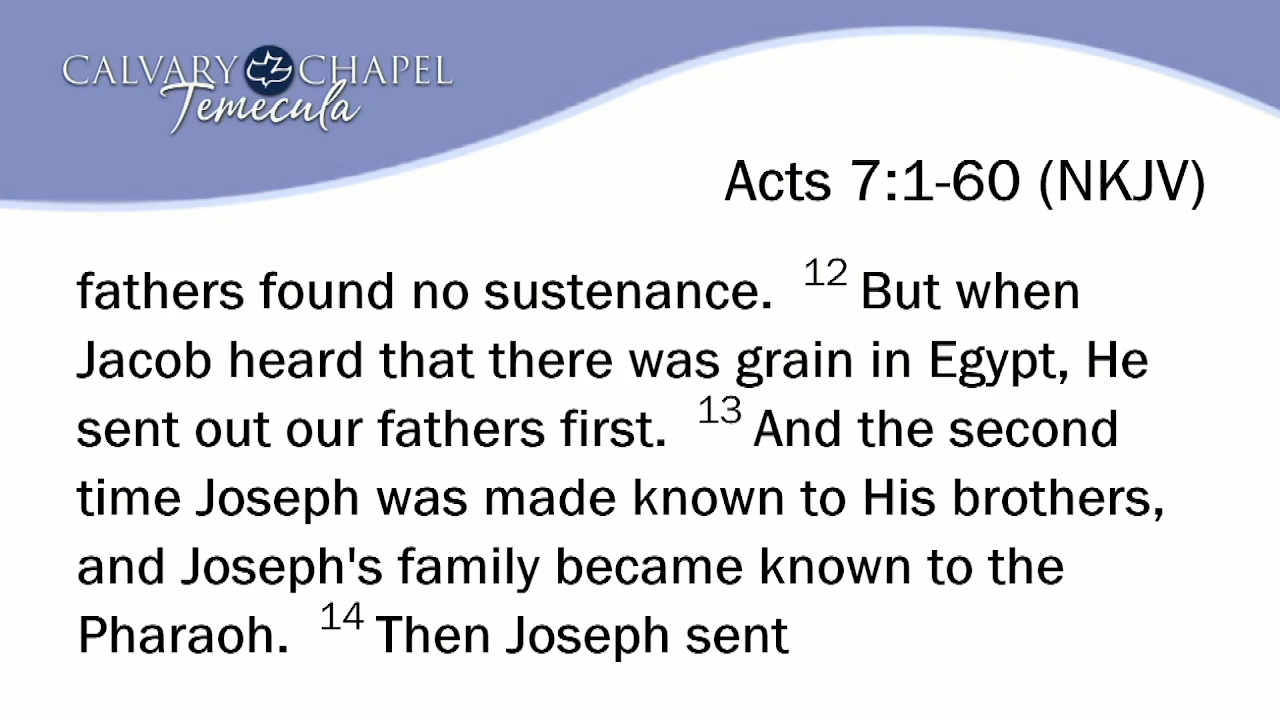 CALVARY CHAPEL
Temecula
Acts 7:1-60 (NKJV)
fathers found no sustenance. 12 But when
Jacob heard that there was grain in Egypt, He
sent out our fathers first. 13 And the second
time Joseph was made known to His brothers,
and Joseph's family became known to the
Pharaoh. 14 Then Joseph sent